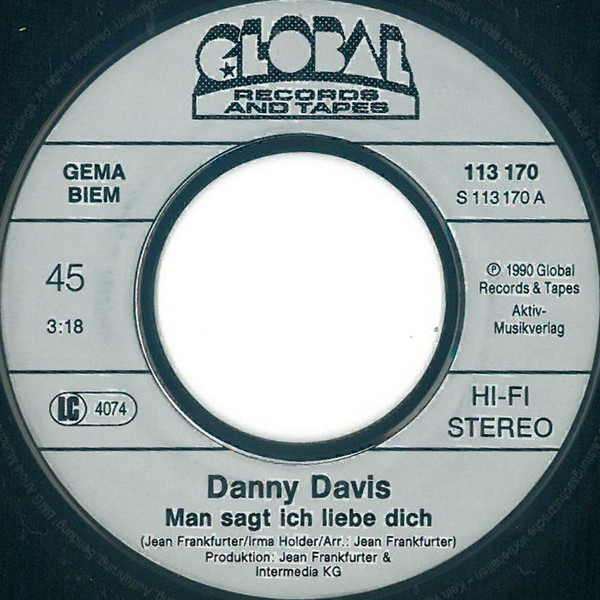 GLOBAL
RECORDS
AND TAPES
GEMA
BIEM
113 170
S 113 170 A
45
3:18
℗ 1990 Global
Records & Tapes
Aktiv-
Musikverlag
LC 4074
HI-FI
STEREO
Danny Davis
Man sagt ich liebe dich
(Jean Frankfurter/Irma Holder/Arr.: Jean Frankfurter)
Produktion: Jean Frankfurter &
Intermedia KG